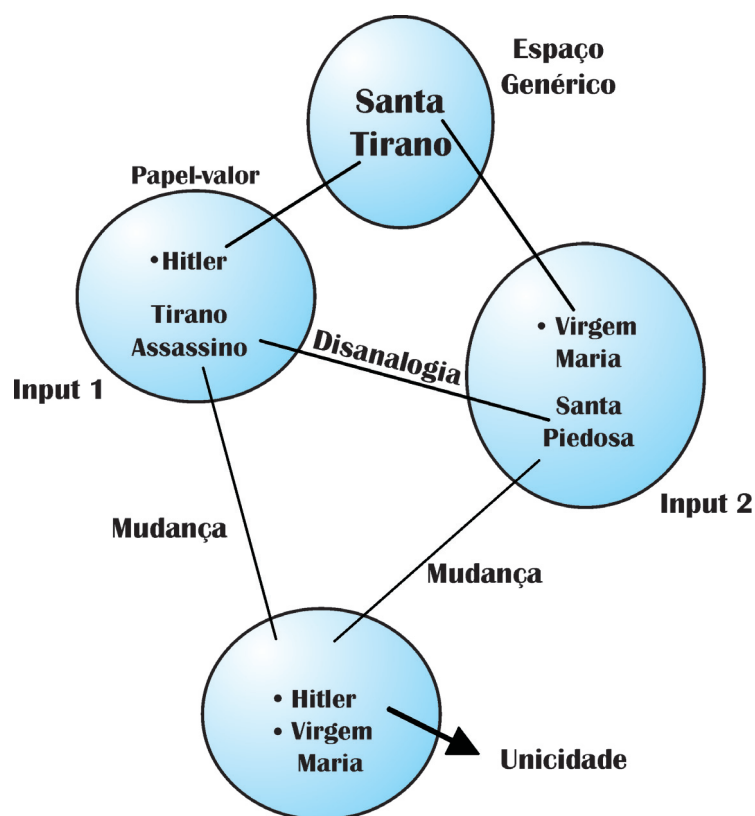 Espaço
Genérico
Santa
Tirano
Papel-valor
• Hitler
Tirano
Assassino
Input 1
Disanalogia
• Virgem
Maria
Santa
Piedosa
Input 2
Mudança
Mudança
• Hitler
• Virgem
Maria
Unicidade